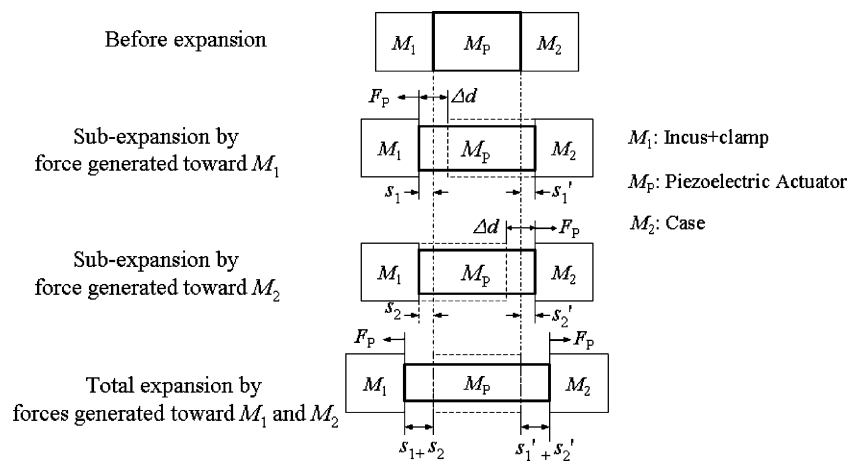 Before expansion
M₁ Mₚ M₂
Fₚ Δd
Sub-expansion by
force generated toward M₁
M₁ Mₚ M₂
s₁ s₁'
M₁: Incus+clamp
Mₚ: Piezoelectric Actuator
M₂: Case
Δd Fₚ
Sub-expansion by
force generated toward M₂
M₁ Mₚ M₂
s₂ s₂'
Fₚ Fₚ
Total expansion by
forces generated toward M₁ and M₂
M₁ Mₚ M₂
s₁+ s₂ s₁'+ s₂'